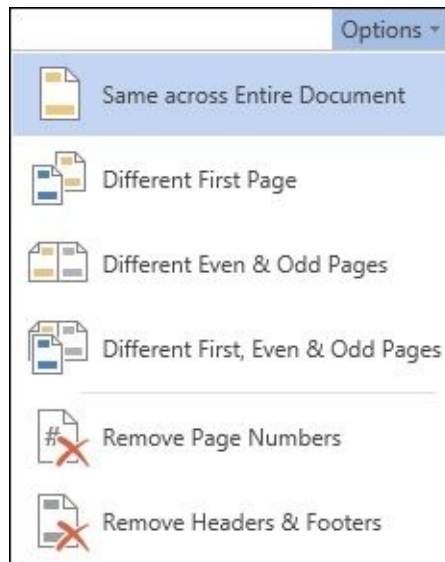 Options
Same across Entire Document
Different First Page
Different Even & Odd Pages
Different First, Even & Odd Pages
# Remove Page Numbers
Remove Headers & Footers